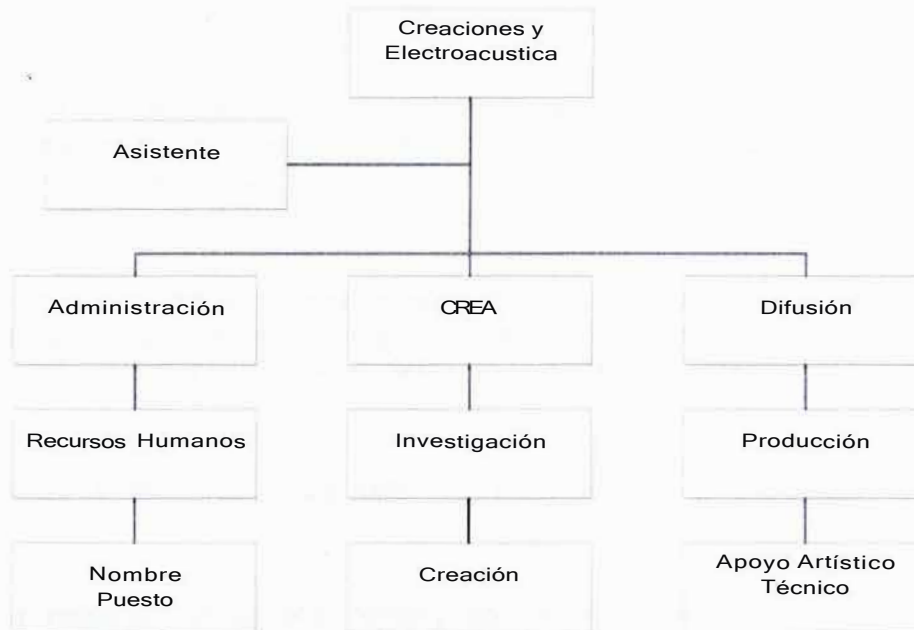 Creaciones y
Electroacustica
Asistente
Administración
CREA
Difusión
Recursos Humanos
Investigación
Producción
Nombre
Puesto
Creación
Apoyo Artístico
Técnico